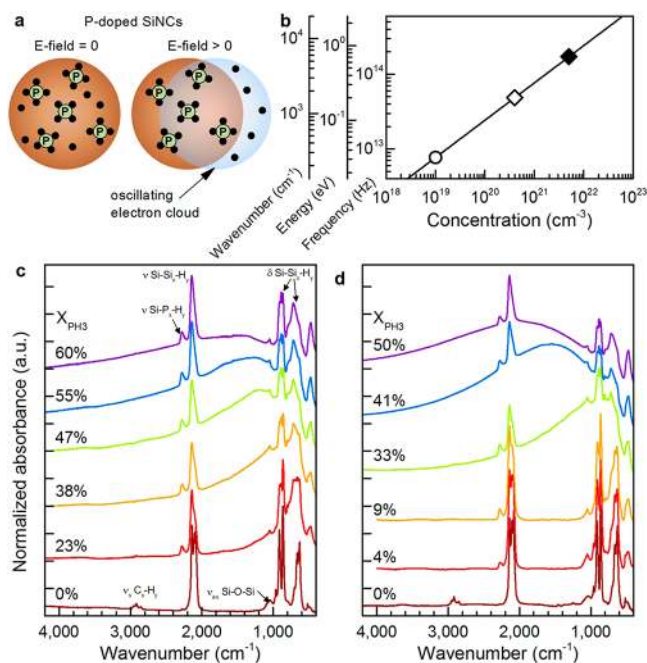 a
P-doped SiNCs
E-field = 0
E-field > 0
P
P
P
P
P
P
P
P
P
P
oscillating
electron cloud
b
10⁴
10³
10⁰
10⁻¹
10¹⁴
10¹³
10¹⁸ 10¹⁹ 10²⁰ 10²¹ 10²² 10²³
Wavenumber (cm⁻¹)
Energy (eV)
Frequency (Hz)
Concentration (cm⁻³)
c
Normalized absorbance (a.u.)
ν Si-Siₓ-Hᵧ
δ Si-Siₓ-Hᵧ
ν Si-Pₓ-Hᵧ
X_PH3
60%
55%
47%
38%
23%
0%
νₛ Cₓ-Hᵧ
νₐₛ Si-O-Si
4,000 3,000 2,000 1,000
Wavenumber (cm⁻¹)
d
X_PH3
50%
41%
33%
9%
4%
0%
4,000 3,000 2,000 1,000
Wavenumber (cm⁻¹)